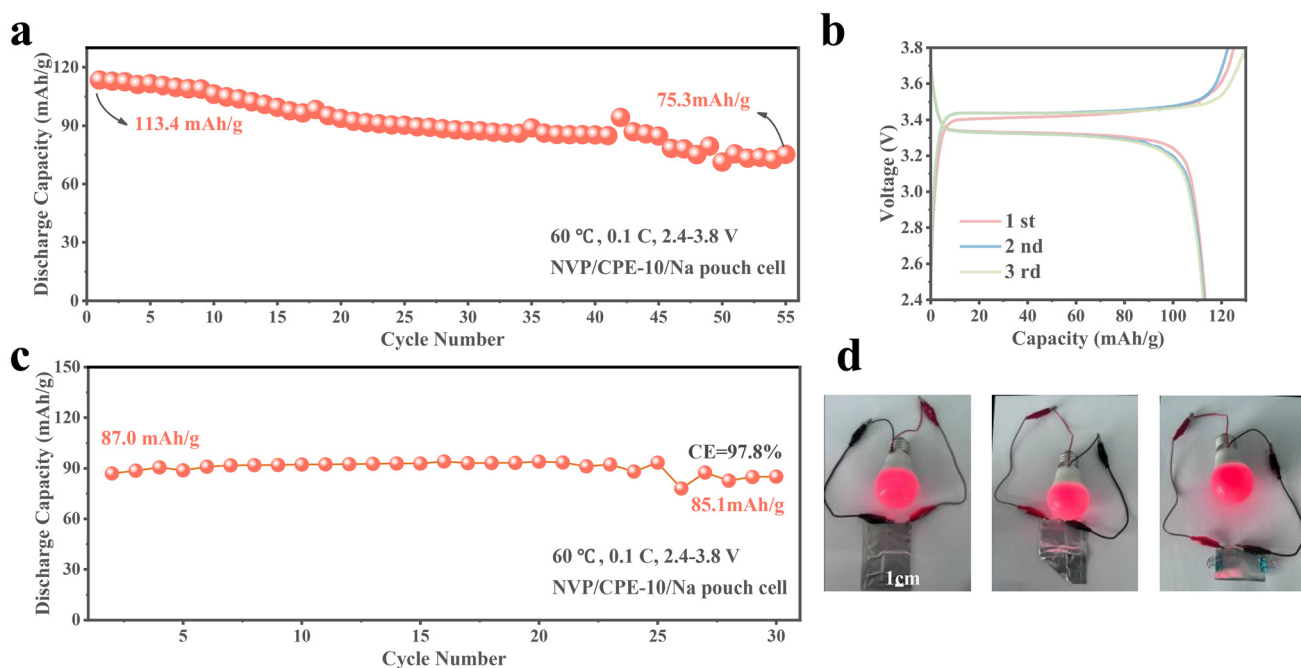 a
Discharge Capacity (mAh/g)
120
90
60
30
0
113.4 mAh/g
75.3mAh/g
60 ℃, 0.1 C, 2.4-3.8 V
NVP/CPE-10/Na pouch cell
0 5 10 15 20 25 30 35 40 45 50 55
Cycle Number
b
Voltage (V)
3.8
3.6
3.4
3.2
3.0
2.8
2.6
2.4
1 st
2 nd
3 rd
0 20 40 60 80 100 120
Capacity (mAh/g)
c
Discharge Capacity (mAh/g)
150
120
90
60
30
0
87.0 mAh/g
CE=97.8%
85.1mAh/g
60 ℃, 0.1 C, 2.4-3.8 V
NVP/CPE-10/Na pouch cell
5 10 15 20 25 30
Cycle Number
d
1cm